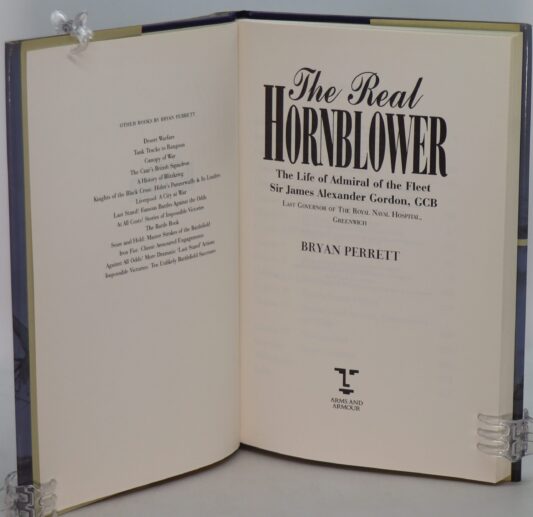 OTHER BOOKS BY BRYAN PERRETT
Desert Warfare
Tank Tracks to Rangoon
Canopy of War
The Czar's British Squadron
A History of Blitzkrieg
Knights of the Black Cross: Hitler's Panzerwaffe & Its Leaders
Liverpool: A City at War
Last Stand! Famous Battles Against the Odds
At All Costs! Stories of Impossible Victories
The Battle Book
Seize and Hold: Master Strokes of the Battlefield
Iron Fist: Classic Armoured Engagements
Against All Odds! More Dramatic 'Last Stand' Actions
Impossible Victories: Ten Unlikely Battlefield Successes
The Real
HORNBLOWER
The Life of Admiral of the Fleet
Sir James Alexander Gordon, GCB
LAST GOVERNOR OF THE ROYAL NAVAL HOSPITAL,
GREENWICH
BRYAN PERRETT
ARMS AND
ARMOUR